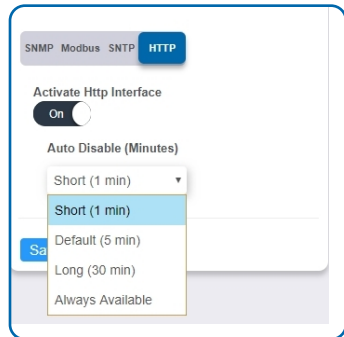 SNMP Modbus SNTP HTTP
Activate Http Interface
On
Auto Disable (Minutes)
Short (1 min)
Short (1 min)
Default (5 min)
Sa
Long (30 min)
Always Available